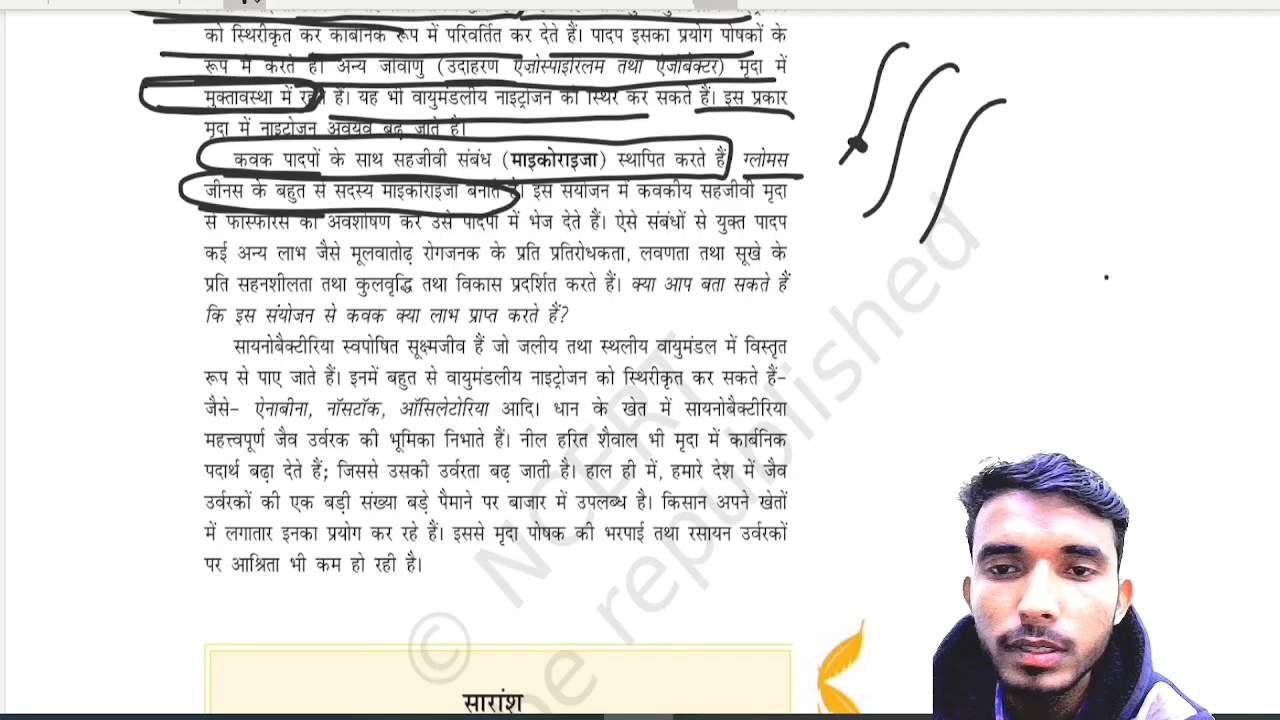 को स्थिरीकृत कर कार्बनिक रूप में परिवर्तित कर देते हैं। पादप इसका प्रयोग पोषकों के
रूप में करते हैं। अन्य जीवाणु (उदाहरण ऐज़ोस्पाइरिलम तथा ऐज़ोबैक्टर) मृदा में
मुक्तावस्था में रहते हैं। यह भी वायुमंडलीय नाइट्रोजन को स्थिर कर सकते हैं। इस प्रकार
मृदा में नाइट्रोजन अवयव बढ़ जाते हैं।
कवक पादपों के साथ सहजीवी संबंध (माइकोराइजा) स्थापित करते हैं ग्लोमस
जीनस के बहुत से सदस्य माइकोराइजा बनाते हैं। इस संयोजन में कवकीय सहजीवी मृदा
से फास्फोरस का अवशोषण कर उसे पादपों में भेज देते हैं। ऐसे संबंधों से युक्त पादप
कई अन्य लाभ जैसे मूलवातोढ़ रोगजनक के प्रति प्रतिरोधकता, लवणता तथा सूखे के
प्रति सहनशीलता तथा कुलवृद्धि तथा विकास प्रदर्शित करते हैं। क्या आप बता सकते हैं
कि इस संयोजन से कवक क्या लाभ प्राप्त करते हैं?
सायनोबैक्टीरिया स्वपोषित सूक्ष्मजीव हैं जो जलीय तथा स्थलीय वायुमंडल में विस्तृत
रूप से पाए जाते हैं। इनमें बहुत से वायुमंडलीय नाइट्रोजन को स्थिरीकृत कर सकते हैं-
जैसे- ऐनाबीना, नॉसटॉक, ऑसिलेटोरिया आदि। धान के खेत में सायनोबैक्टीरिया
महत्त्वपूर्ण जैव उर्वरक की भूमिका निभाते हैं। नील हरित शैवाल भी मृदा में कार्बनिक
पदार्थ बढ़ा देते हैं; जिससे उसकी उर्वरता बढ़ जाती है। हाल ही में, हमारे देश में जैव
उर्वरकों की एक बड़ी संख्या बड़े पैमाने पर बाजार में उपलब्ध है। किसान अपने खेतों
में लगातार इनका प्रयोग कर रहे हैं। इससे मृदा पोषक की भरपाई तथा रसायन उर्वरकों
पर आश्रिता भी कम हो रही है।
© NCERT
be republished
सारांश